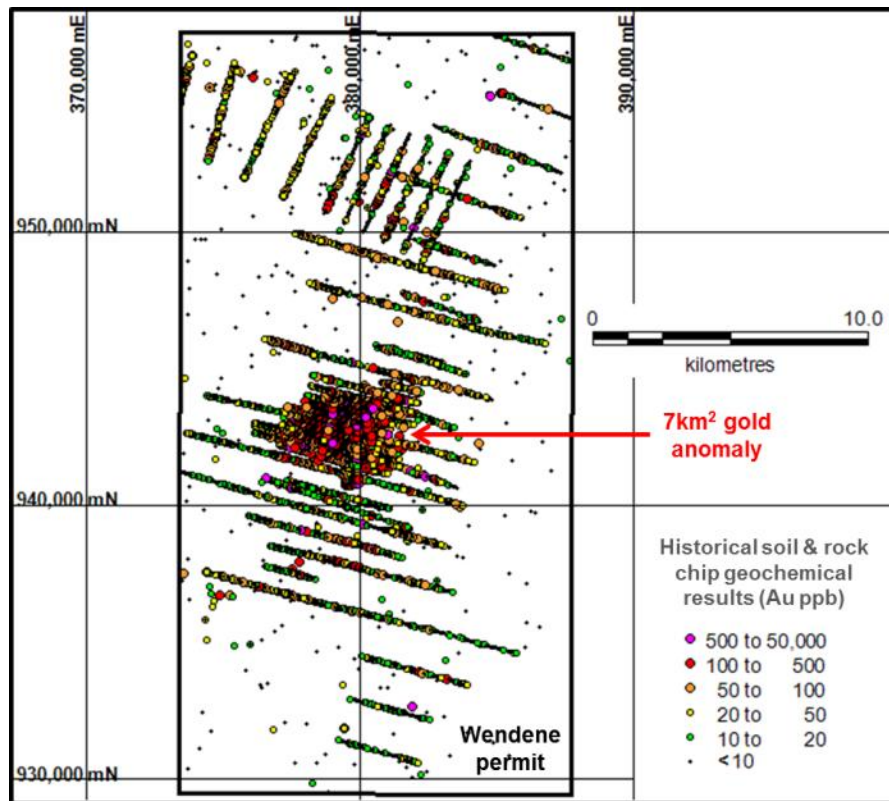 370,000 mE
380,000 mE
390,000 mE
950,000 mN
0 10.0
kilometres
7km² gold
anomaly
940,000 mN
Historical soil & rock
chip geochemical
results (Au ppb)
500 to 50,000
100 to 500
50 to 100
20 to 50
10 to 20
<10
Wendene
permit
930,000 mN